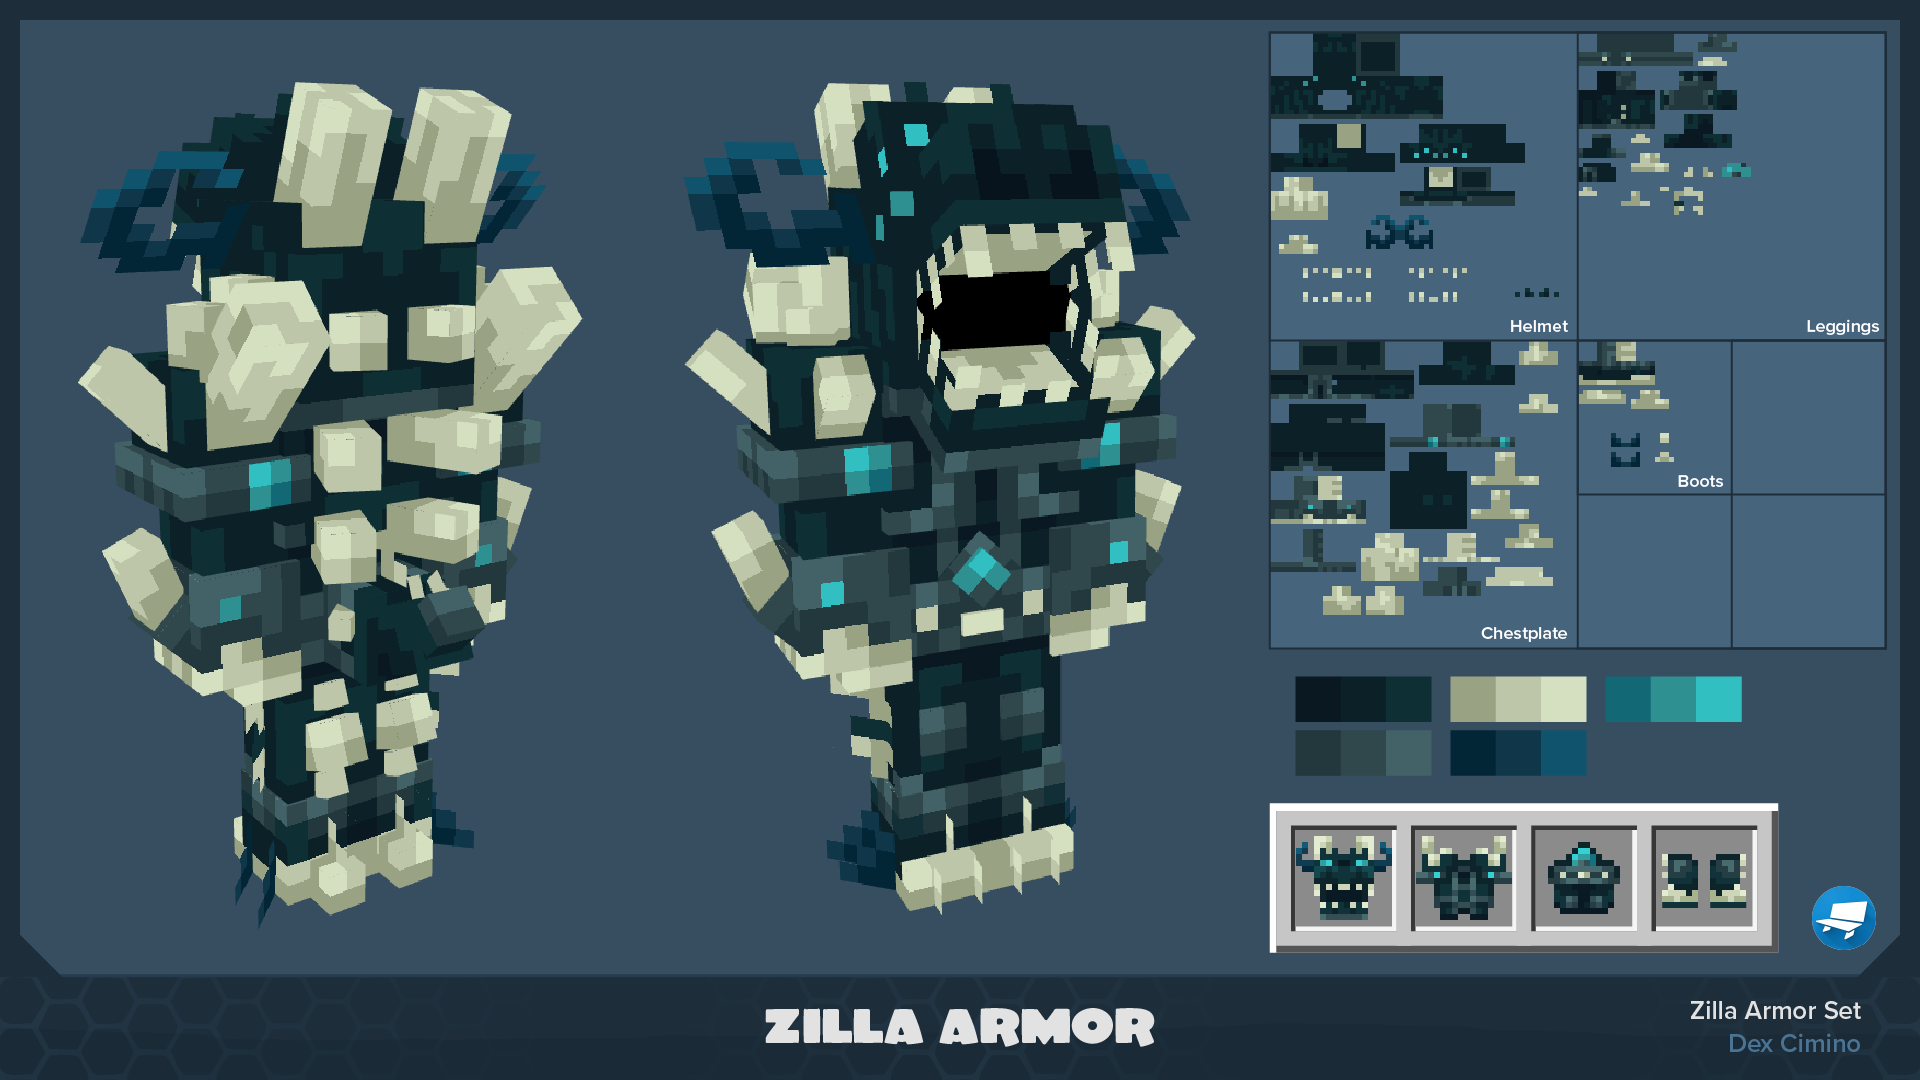 Helmet
Leggings
Chestplate
Boots
ZILLA ARMOR
Zilla Armor Set
Dex Cimino